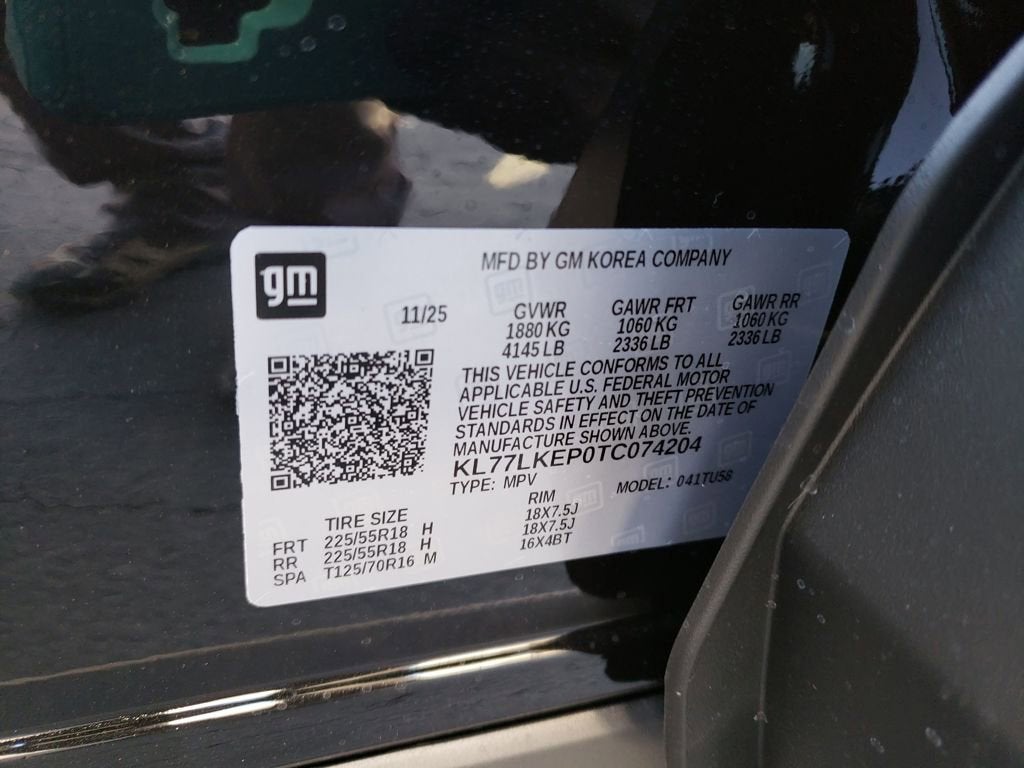 gm
MFD BY GM KOREA COMPANY
11/25
GVWR GAWR FRT GAWR RR
1880 KG 1060 KG 1060 KG
4145 LB 2336 LB 2336 LB
THIS VEHICLE CONFORMS TO ALL
APPLICABLE U.S. FEDERAL MOTOR
VEHICLE SAFETY AND THEFT PREVENTION
STANDARDS IN EFFECT ON THE DATE OF
MANUFACTURE SHOWN ABOVE.
KL77LKEP0TC074204
TYPE: MPV MODEL: 041TU58
TIRE SIZE RIM
FRT 225/55R18 H 18X7.5J
RR 225/55R18 H 18X7.5J
SPA T125/70R16 M 16X4BT